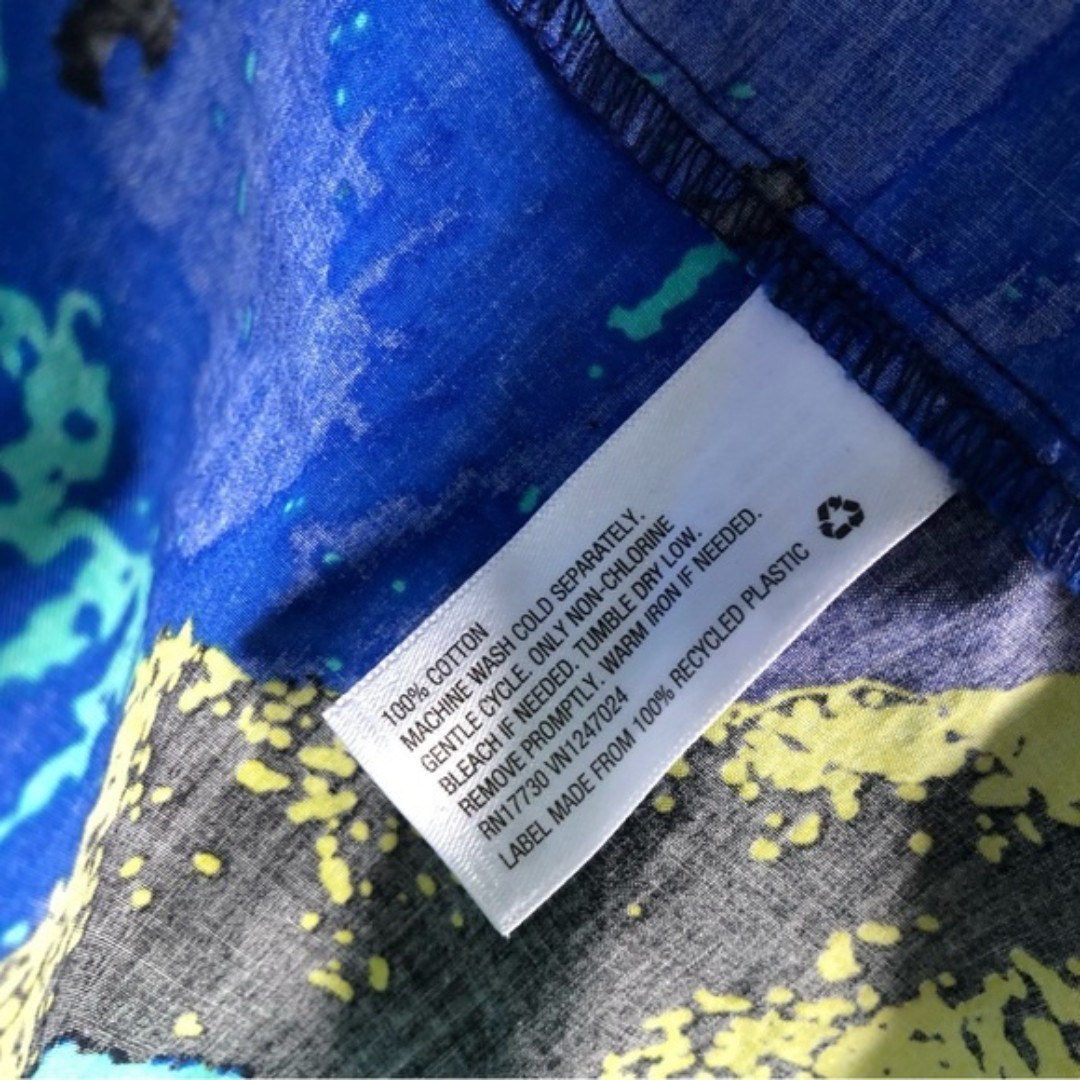 100% COTTON
MACHINE WASH COLD SEPARATELY.
GENTLE CYCLE. ONLY NON-CHLORINE
BLEACH IF NEEDED. TUMBLE DRY LOW.
REMOVE PROMPTLY. WARM IRON IF NEEDED.
RN17730 VN1247024
LABEL MADE FROM 100% RECYCLED PLASTIC